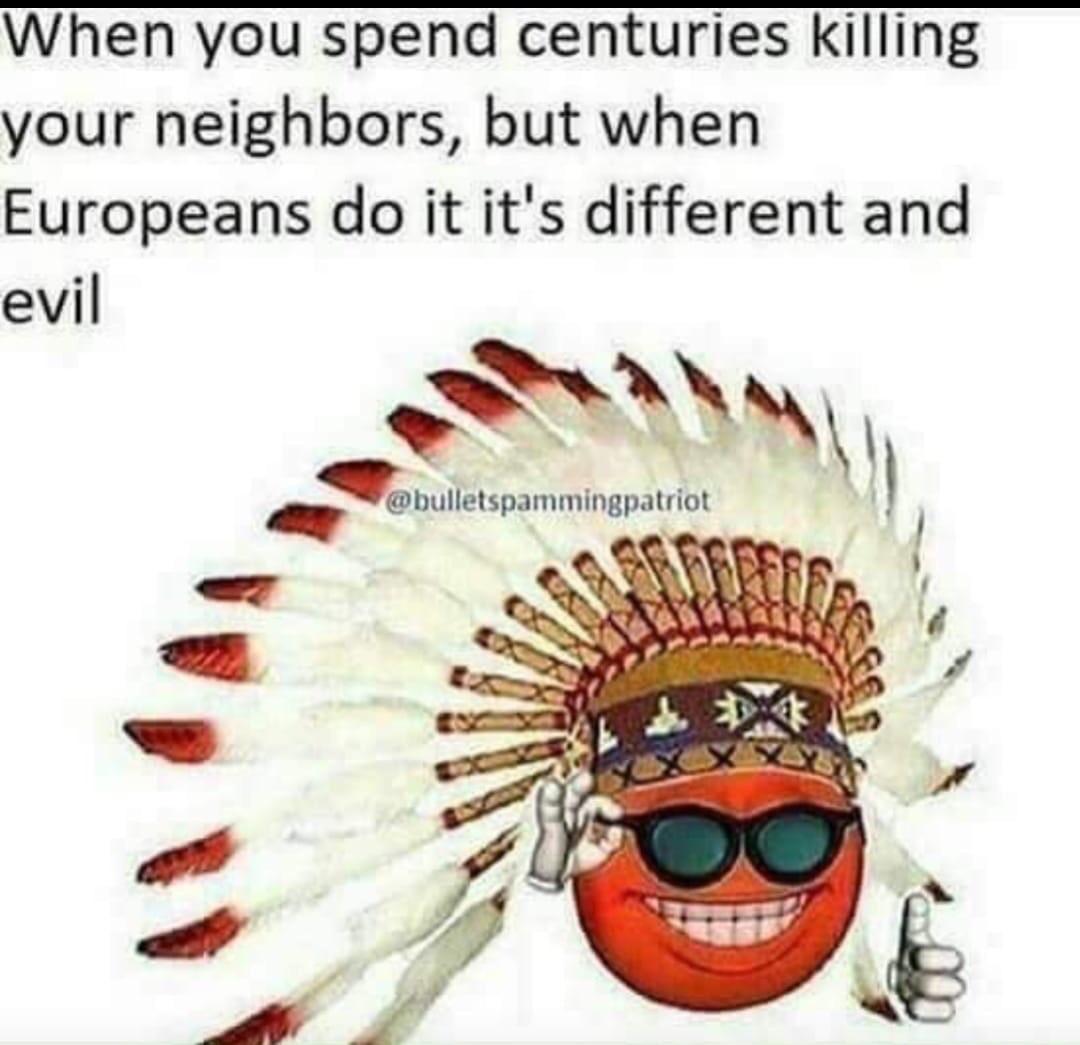 When you spend centuries killing
your neighbors, but when
Europeans do it it's different and
evil
@bulletspammingpatriot